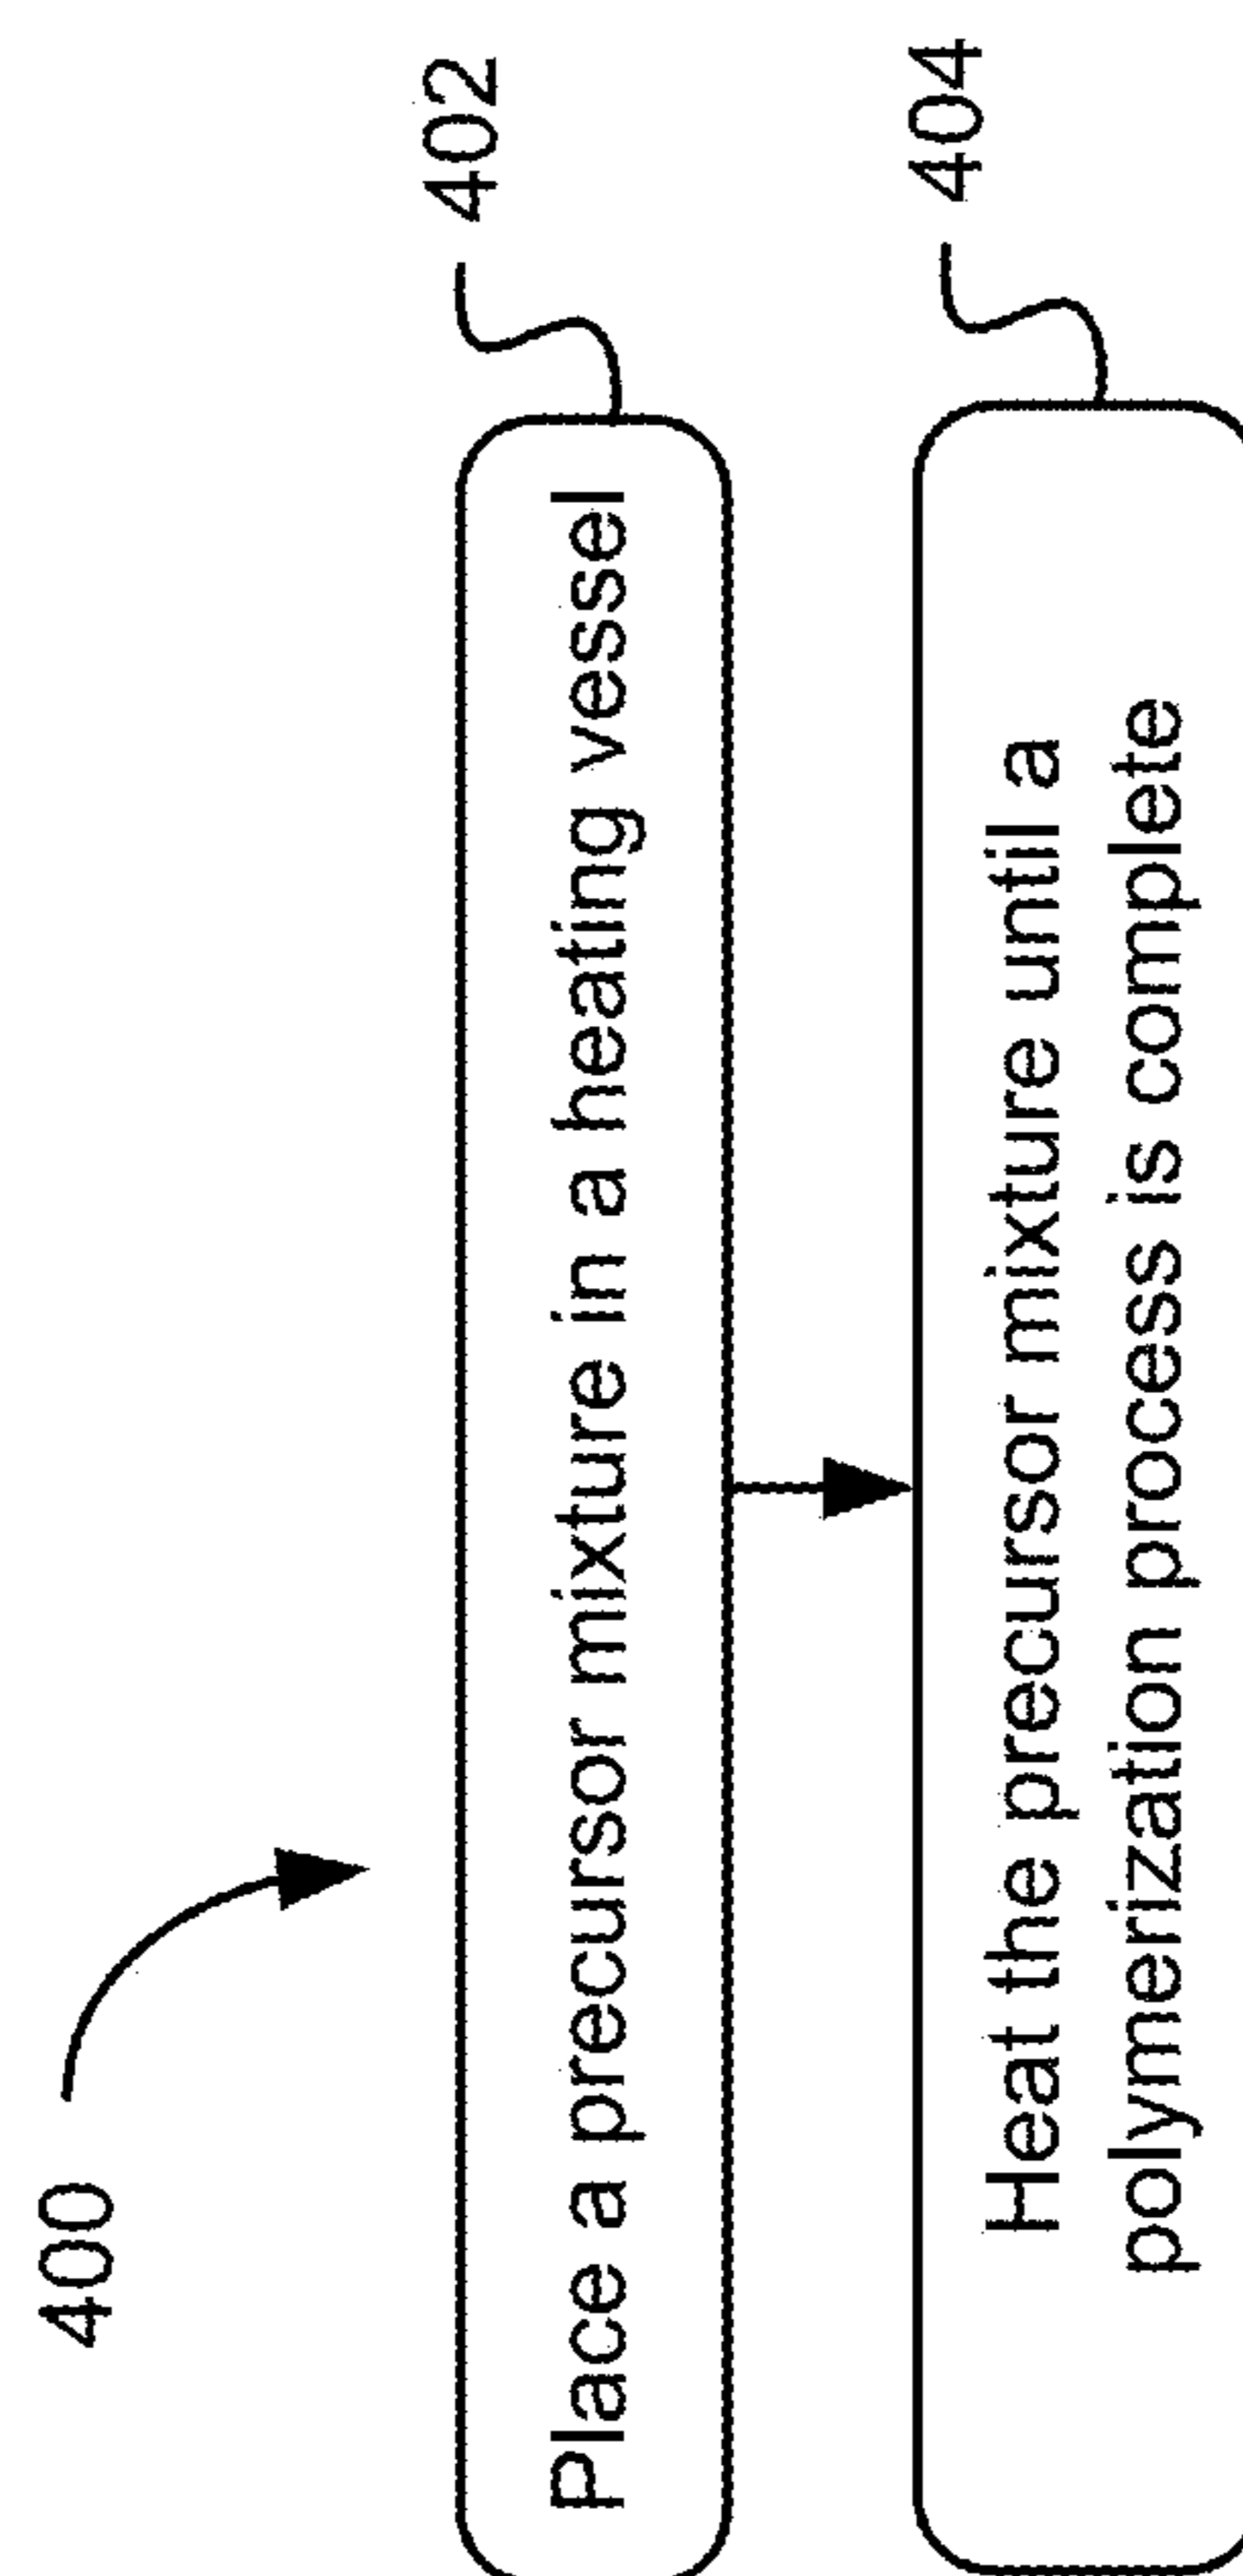 400
402
Place a precursor mixture in a heating vessel
404
Heat the precursor mixture until a
polymerization process is complete